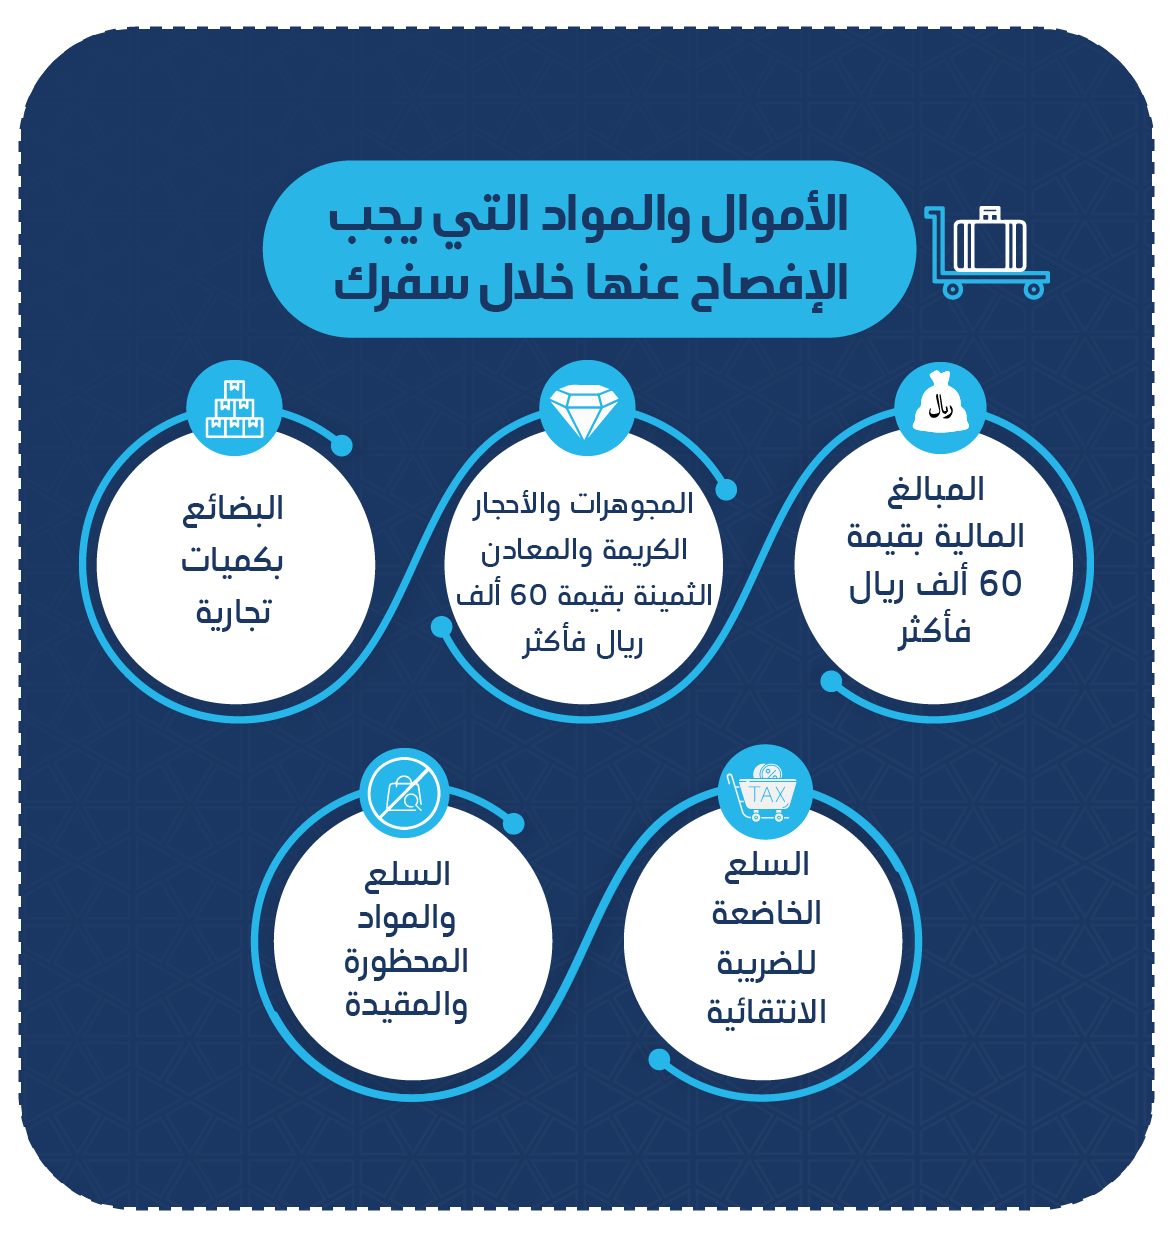 الأموال والمواد التي يجب
الإفصاح عنها خلال سفرك
ريال
المبالغ
المالية بقيمة
60 ألف ريال
فأكثر
المجوهرات والأحجار
الكريمة والمعادن
الثمينة بقيمة 60 ألف
ريال فأكثر
البضائع
بكميات
تجارية
%
TAX
السلع
الخاضعة
للضريبة
الانتقائية
السلع
والمواد
المحظورة
والمقيدة